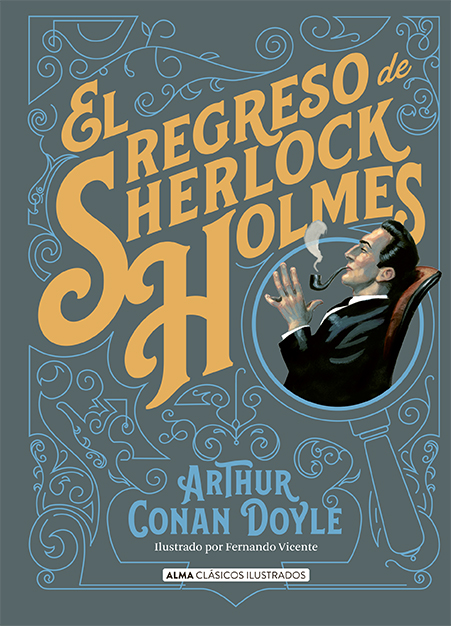 EL
REGRESO de
SHERLOCK
HOLMES
ARTHUR
CONAN DOYLE
Ilustrado por Fernando Vicente
ALMA CLÁSICOS ILUSTRADOS